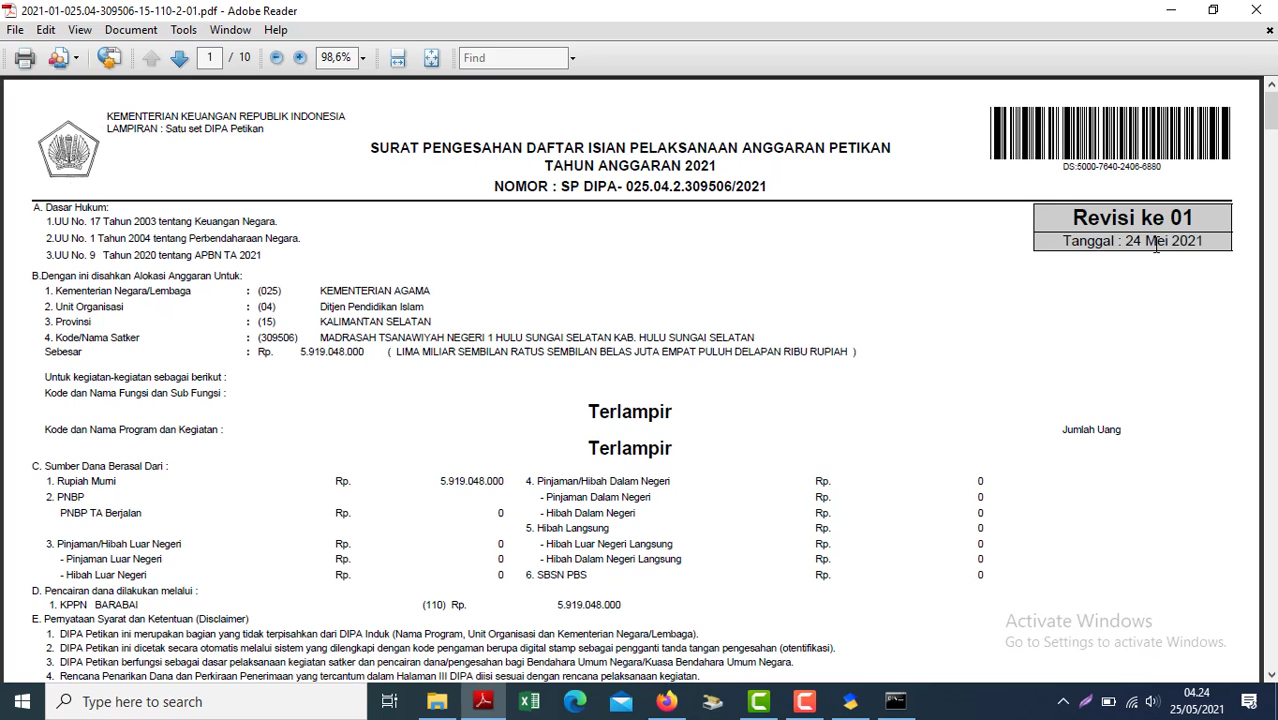 2021-01-025.04-309506-15-110-2-01.pdf - Adobe Reader
File Edit View Document Tools Window Help
1 / 10 98,6% Find
KEMENTERIAN KEUANGAN REPUBLIK INDONESIA
LAMPIRAN : Satu set DIPA Petikan
SURAT PENGESAHAN DAFTAR ISIAN PELAKSANAAN ANGGARAN PETIKAN
TAHUN ANGGARAN 2021
NOMOR : SP DIPA- 025.04.2.309506/2021
DS:5000-7640-2406-6880
A. Dasar Hukum:
1.UU No. 17 Tahun 2003 tentang Keuangan Negara.
2.UU No. 1 Tahun 2004 tentang Perbendaharaan Negara.
3.UU No. 9 Tahun 2020 tentang APBN TA 2021
Revisi ke 01
Tanggal : 24 Mei 2021
B.Dengan ini disahkan Alokasi Anggaran Untuk:
1. Kementerian Negara/Lembaga : (025) KEMENTERIAN AGAMA
2. Unit Organisasi : (04) Ditjen Pendidikan Islam
3. Provinsi : (15) KALIMANTAN SELATAN
4. Kode/Nama Satker : (309506) MADRASAH TSANAWIYAH NEGERI 1 HULU SUNGAI SELATAN KAB. HULU SUNGAI SELATAN
Sebesar : Rp. 5.919.048.000 ( LIMA MILIAR SEMBILAN RATUS SEMBILAN BELAS JUTA EMPAT PULUH DELAPAN RIBU RUPIAH )
Untuk kegiatan-kegiatan sebagai berikut :
Kode dan Nama Fungsi dan Sub Fungsi :
Terlampir
Kode dan Nama Program dan Kegiatan : Jumlah Uang
Terlampir
C. Sumber Dana Berasal Dari :
1. Rupiah Murni Rp. 5.919.048.000 4. Pinjaman/Hibah Dalam Negeri Rp. 0
2. PNBP - Pinjaman Dalam Negeri Rp. 0
PNBP TA Berjalan Rp. 0 - Hibah Dalam Negeri Rp. 0
5. Hibah Langsung Rp. 0
3. Pinjaman/Hibah Luar Negeri Rp. 0 - Hibah Luar Negeri Langsung Rp. 0
- Pinjaman Luar Negeri Rp. 0 - Hibah Dalam Negeri Langsung Rp. 0
- Hibah Luar Negeri Rp. 0 6. SBSN PBS Rp. 0
D. Pencairan dana dilakukan melalui :
1. KPPN BARABAI (110) Rp. 5.919.048.000
E. Pernyataan Syarat dan Ketentuan (Disclaimer)
1. DIPA Petikan ini merupakan bagian yang tidak terpisahkan dari DIPA Induk (Nama Program, Unit Organisasi dan Kementerian Negara/Lembaga).
2. DIPA Petikan ini dicetak secara otomatis melalui sistem yang dilengkapi dengan kode pengaman berupa digital stamp sebagai pengganti tanda tangan pengesahan (otentifikasi).
3. DIPA Petikan berfungsi sebagai dasar pelaksanaan kegiatan satker dan pencairan dana/pengesahan bagi Bendahara Umum Negara/Kuasa Bendahara Umum Negara.
4. Rencana Penarikan Dana dan Perkiraan Penerimaan yang tercantum dalam Halaman III DIPA diisi sesuai dengan rencana pelaksanaan kegiatan.
Activate Windows
Go to Settings to activate Windows.
Type here to search
04.24
25/05/2021